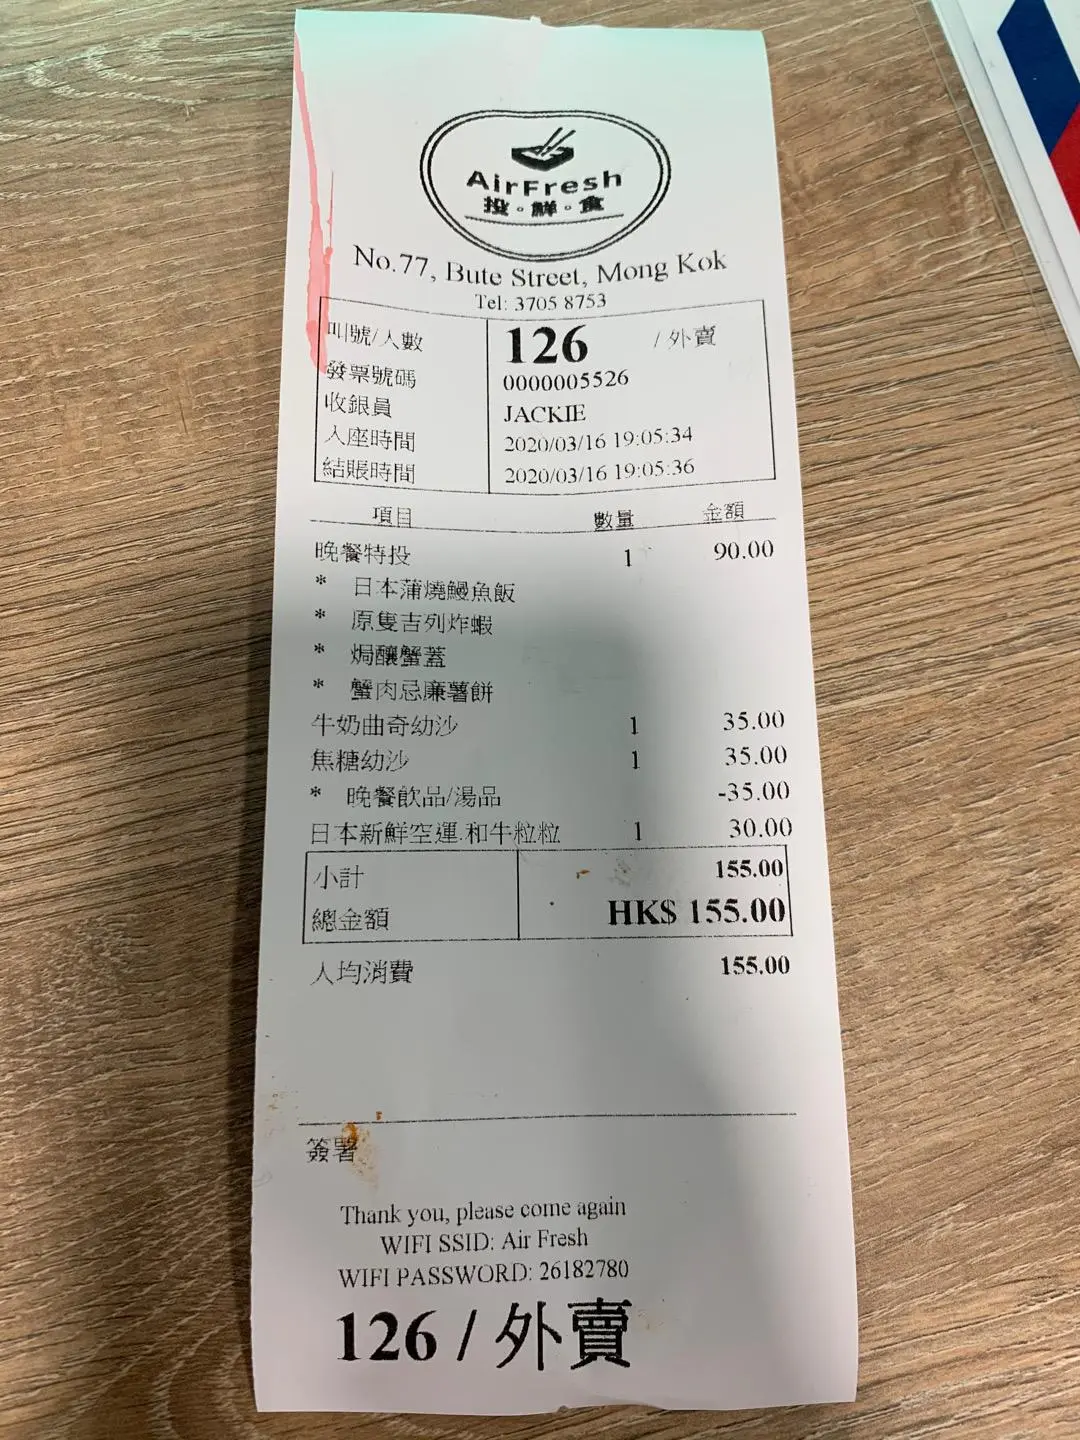 AirFresh
投。鮮。食
No.77, Bute Street, Mong Kok
Tel: 3705 8753
叫號/人數 126 /外賣
發票號碼 0000005526
收銀員 JACKIE
入座時間 2020/03/16 19:05:34
結賬時間 2020/03/16 19:05:36
項目 數量 金額
晚餐特投 1 90.00
* 日本蒲燒鰻魚飯
* 原隻吉列炸蝦
* 焗釀蟹蓋
* 蟹肉忌廉薯餅
牛奶曲奇幼沙 1 35.00
焦糖幼沙 1 35.00
* 晚餐飲品/湯品 -35.00
日本新鮮空運.和牛粒粒 1 30.00
小計 155.00
總金額 HK$ 155.00
人均消費 155.00
簽署
Thank you, please come again
WIFI SSID: Air Fresh
WIFI PASSWORD: 26182780
126 / 外賣